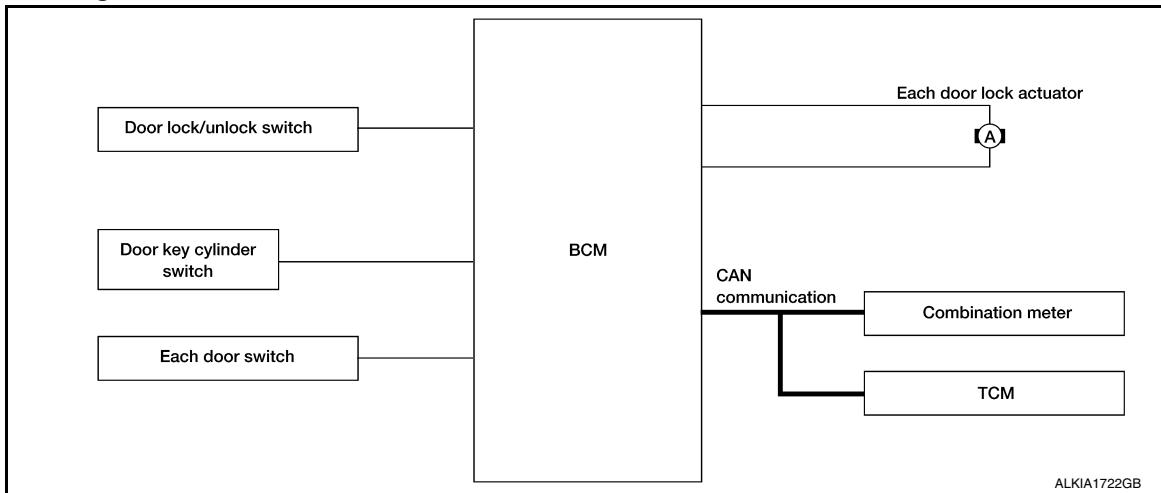 Door lock/unlock switch
Door key cylinder
switch
Each door switch
BCM
Each door lock actuator
A
CAN
communication
Combination meter
TCM
ALKIA1722GB